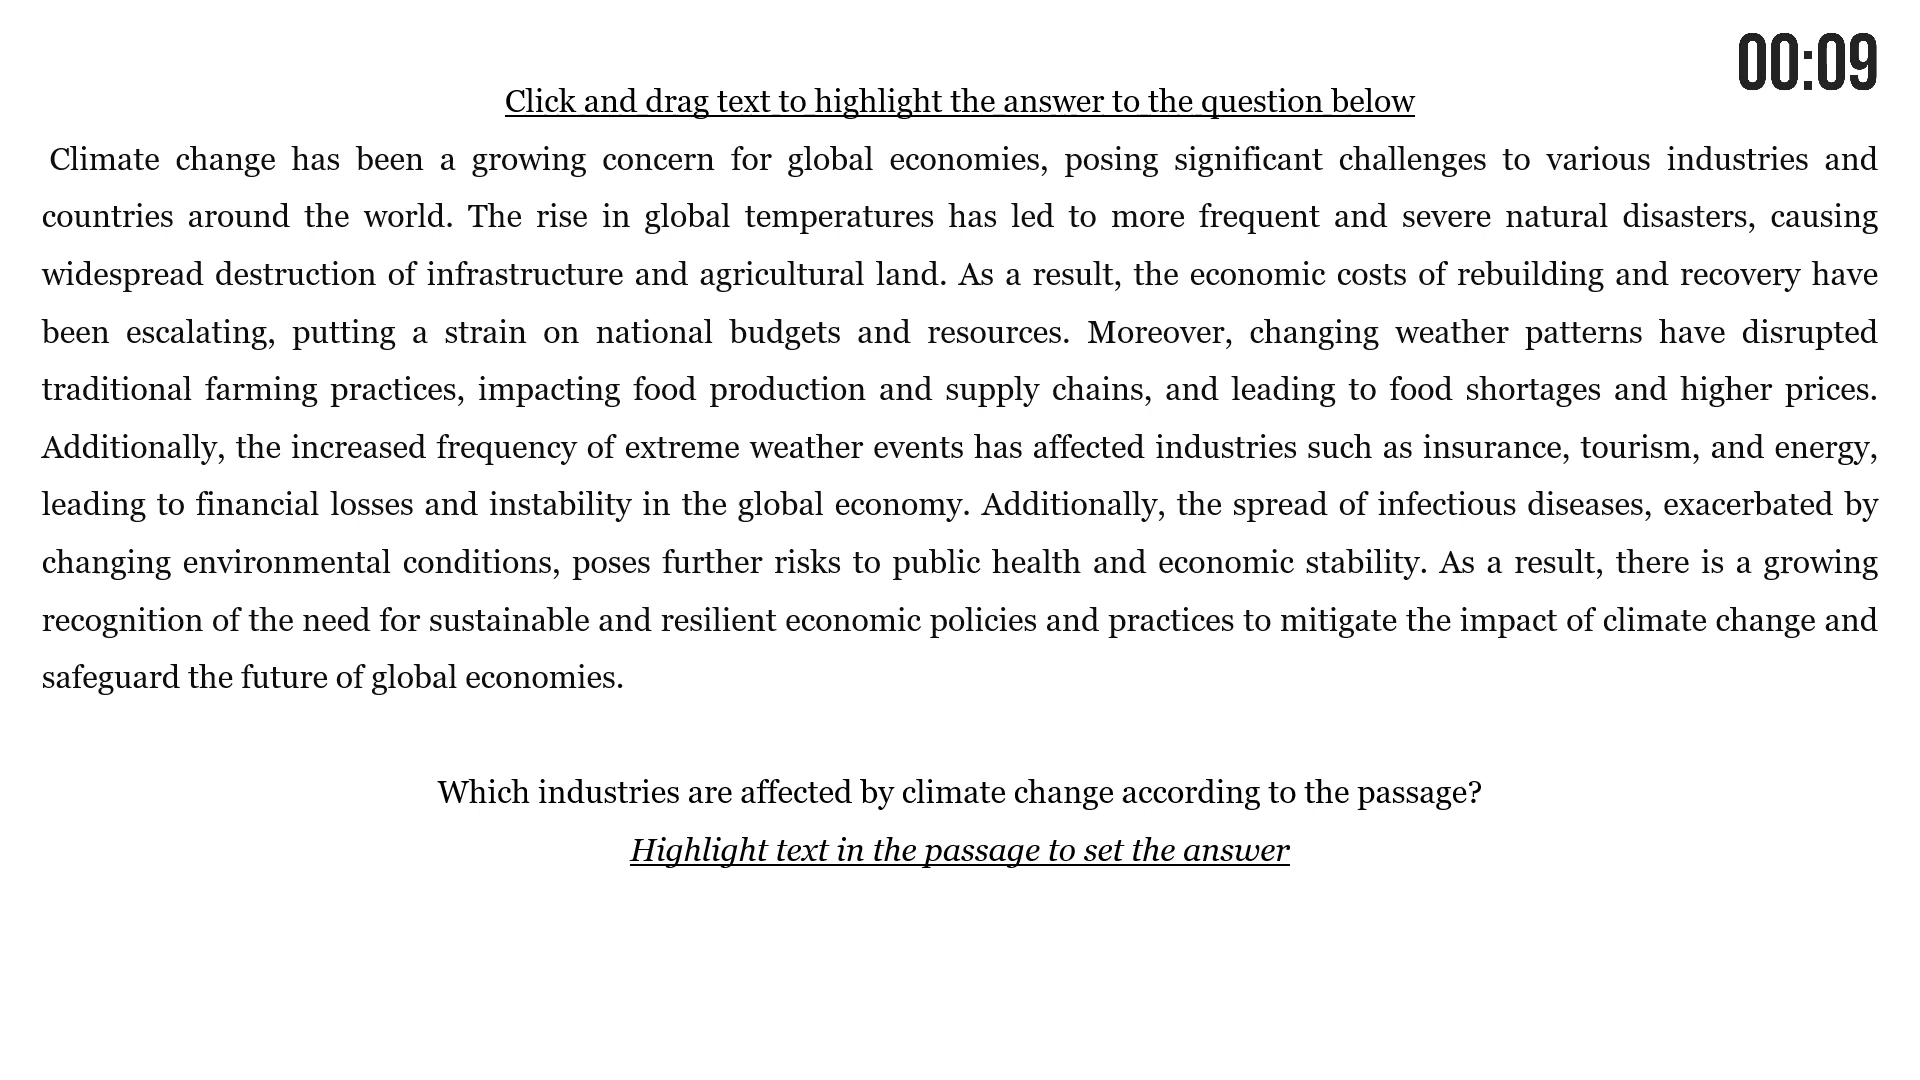 00:09
Click and drag text to highlight the answer to the question below
Climate change has been a growing concern for global economies, posing significant challenges to various industries and
countries around the world. The rise in global temperatures has led to more frequent and severe natural disasters, causing
widespread destruction of infrastructure and agricultural land. As a result, the economic costs of rebuilding and recovery have
been escalating, putting a strain on national budgets and resources. Moreover, changing weather patterns have disrupted
traditional farming practices, impacting food production and supply chains, and leading to food shortages and higher prices.
Additionally, the increased frequency of extreme weather events has affected industries such as insurance, tourism, and energy,
leading to financial losses and instability in the global economy. Additionally, the spread of infectious diseases, exacerbated by
changing environmental conditions, poses further risks to public health and economic stability. As a result, there is a growing
recognition of the need for sustainable and resilient economic policies and practices to mitigate the impact of climate change and
safeguard the future of global economies.
Which industries are affected by climate change according to the passage?
Highlight text in the passage to set the answer